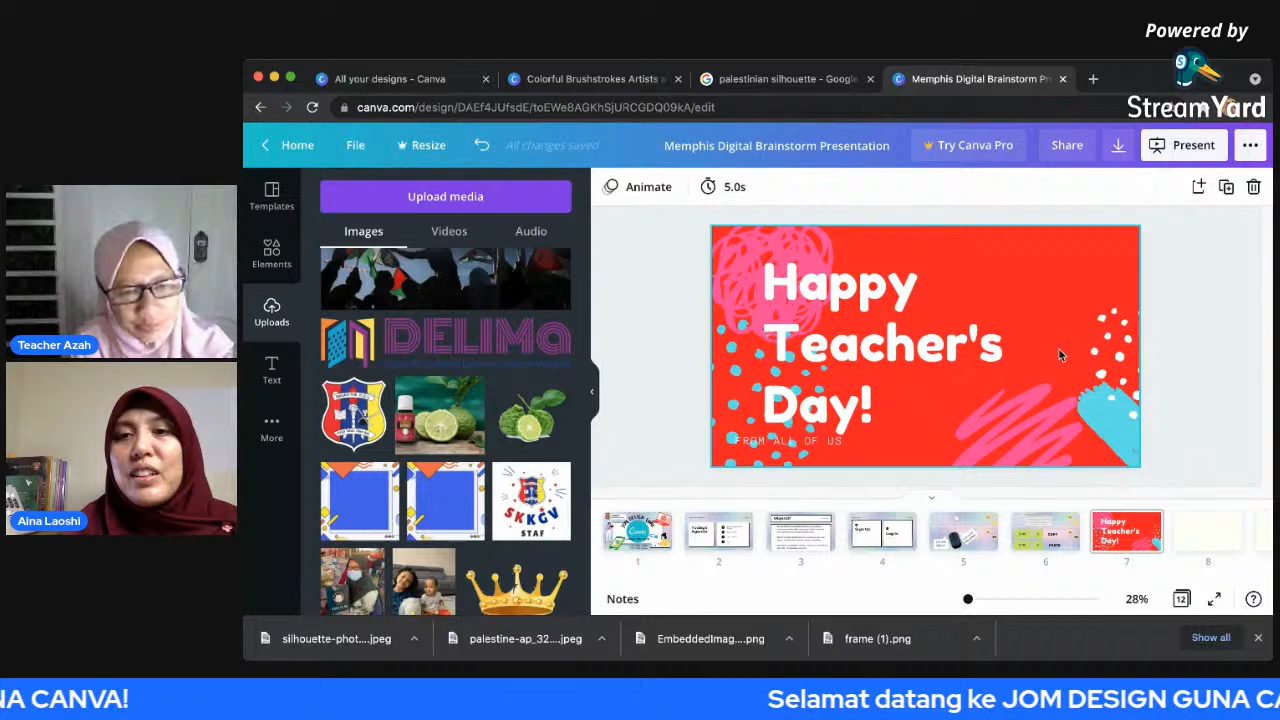 Powered by
StreamYard
All your designs - Canva
Colorful Brushstrokes Artists a
palestinian silhouette - Google
Memphis Digital Brainstorm Pr
canva.com/design/DAEf4JUfsdE/toEWe8AGKhSjURCGDQ09kA/edit
Home
File
Resize
All changes saved
Memphis Digital Brainstorm Presentation
Try Canva Pro
Share
Present
Templates
Elements
Uploads
Text
More
Upload media
Images
Videos
Audio
DELIMa
SKKGV
STAF
Animate
5.0s
Happy
Teacher's
Day!
FROM ALL OF US
Happy
Teacher's
Day!
1
2
3
4
5
6
7
8
Notes
28%
12
Teacher Azah
Aina Laoshi
silhouette-phot....jpeg
palestine-ap_32....jpeg
EmbeddedImag....png
frame (1).png
Show all
NA CANVA!
Selamat datang ke JOM DESIGN GUNA CA